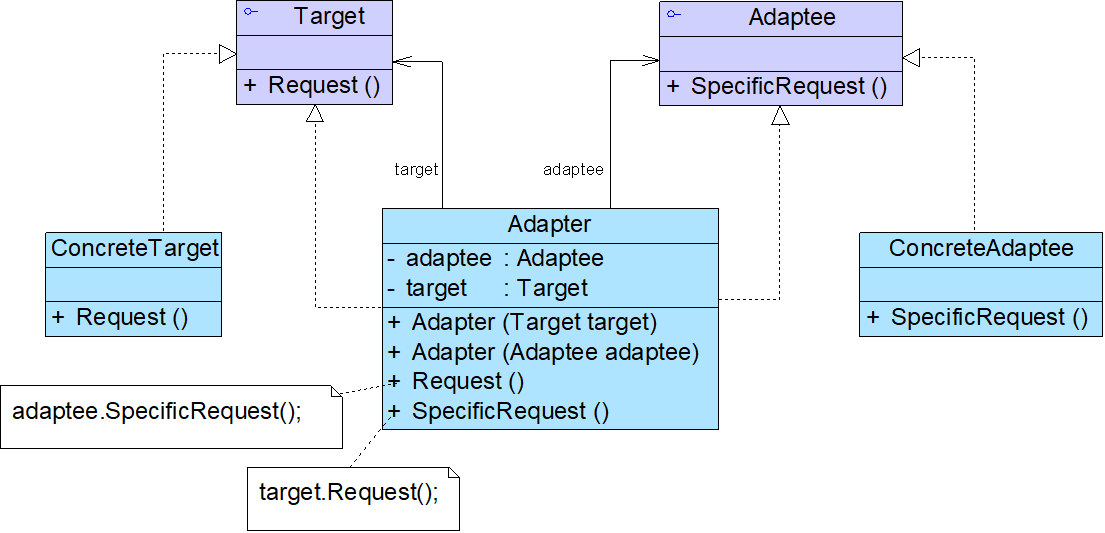 Target
+ Request ()
Adaptee
+ SpecificRequest ()
target
adaptee
ConcreteTarget
+ Request ()
Adapter
- adaptee : Adaptee
- target : Target
+ Adapter (Target target)
+ Adapter (Adaptee adaptee)
+ Request ()
+ SpecificRequest ()
ConcreteAdaptee
+ SpecificRequest ()
adaptee.SpecificRequest();
target.Request();